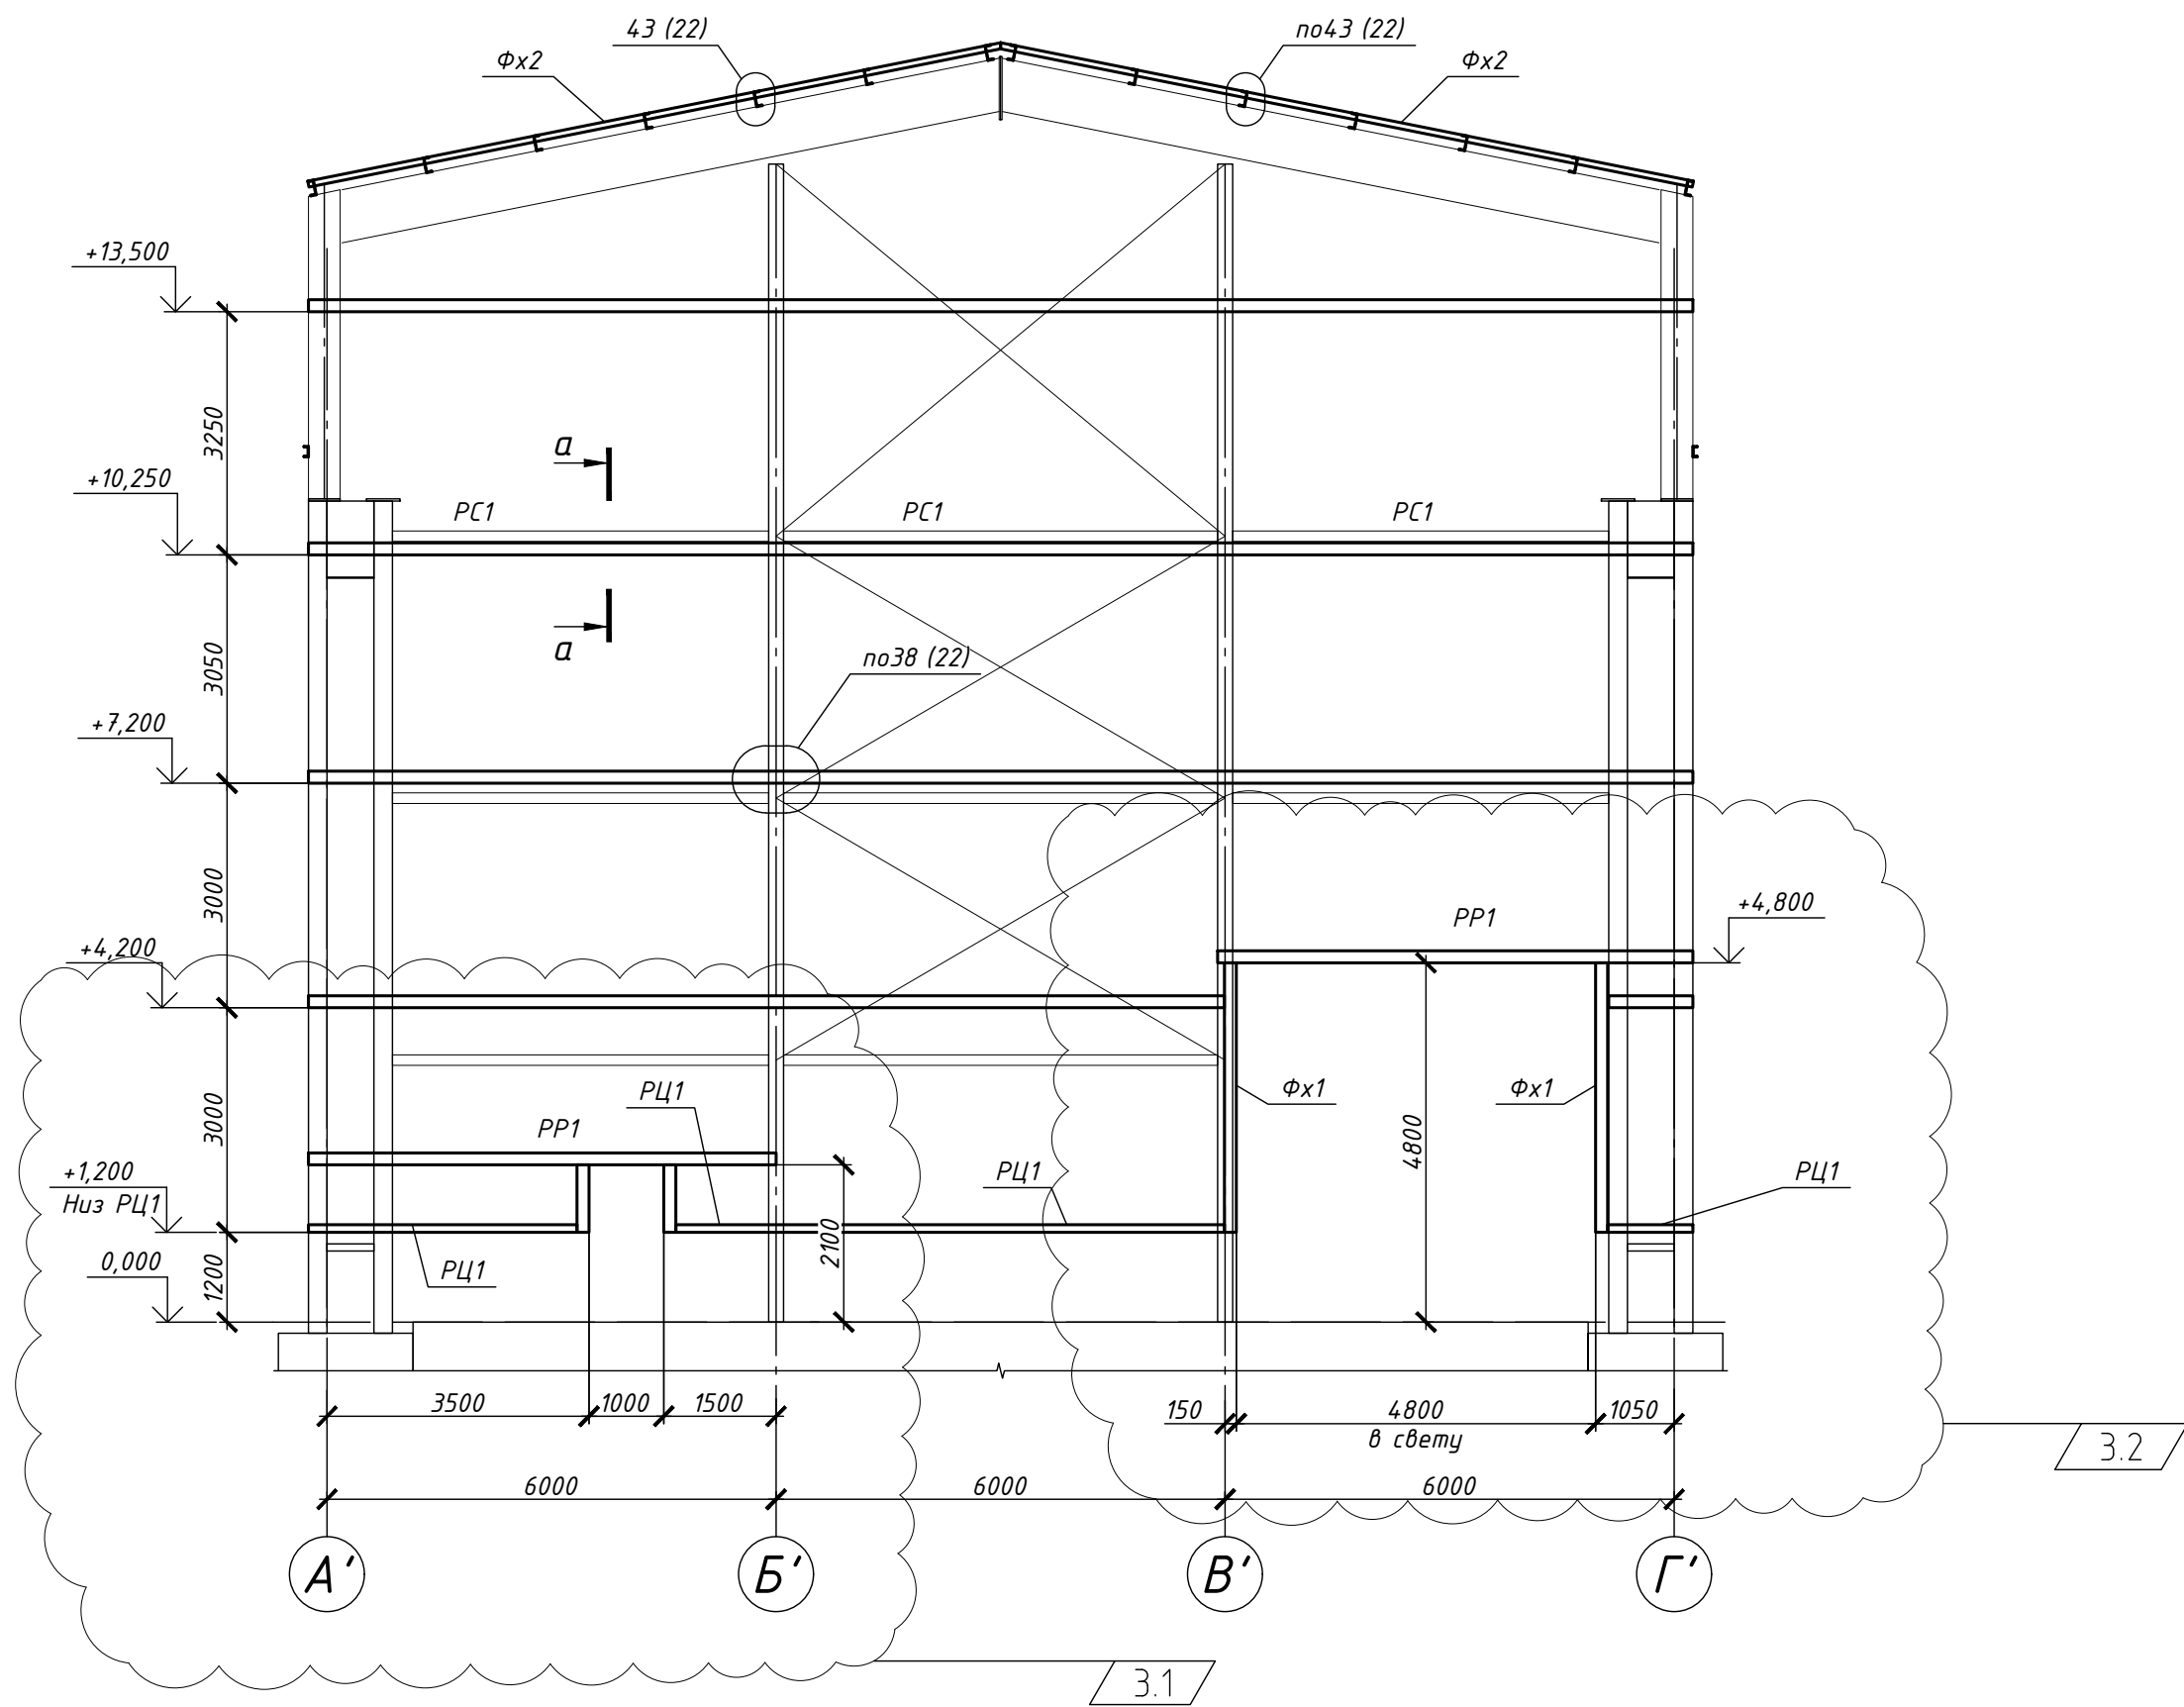 43 (22)
по43 (22)
Фх2
Фх2
+13,500
3250
а
+10,250
РС1
РС1
РС1
а
3050
по38 (22)
+7,200
3000
+4,800
РР1
+4,200
РЦ1
Фх1
Фх1
3000
РР1
4800
+1,200
Низ РЦ1
РЦ1
РЦ1
2100
0,000
1200
РЦ1
3500
1000
1500
150
4800
1050
в свету
3.2
6000
6000
6000
А'
Б'
В'
Г'
3.1